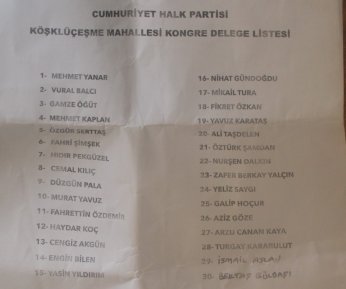 CUMHURİYET HALK PARTİSİ
KÖŞKLÜÇEŞME MAHALLESİ KONGRE DELEGE LİSTESİ
1- MEHMET YANAR
2- VURAL BALCI
3- GAMZE ÖĞÜT
4- MEHMET KAPLAN
5- ÖZGÜR SERTTAŞ
6- FAHRİ ŞİMŞEK
7- HIDIR PEKGÜZEL
8- CEMAL KILIÇ
9- DÜZGÜN PALA
10- MURAT YAVUZ
11- FAHRETTİN ÖZDEMİR
12- HAYDAR KOÇ
13- CENGİZ AKGÜN
14- ENGİN BİLEN
15- YASİN YILDIRIM
16- NİHAT GÜNDOĞDU
17- MİKAİL TURA
18- FİKRET ÖZKAN
19- YAVUZ KARATAŞ
20- ALİ TAŞDELEN
21- ÖZTÜRK ŞAMDAN
22- NURŞEN DALKIN
23- ZAFER BERKAY YALÇIN
24- YELİZ SAYGI
25- GALİP HOÇUR
26- AZİZ GÖZE
27- ARZU CANAN KAYA
28- TURGAY KARABULUT
29- İSMAİL ASLAN
30- BEKTAŞ